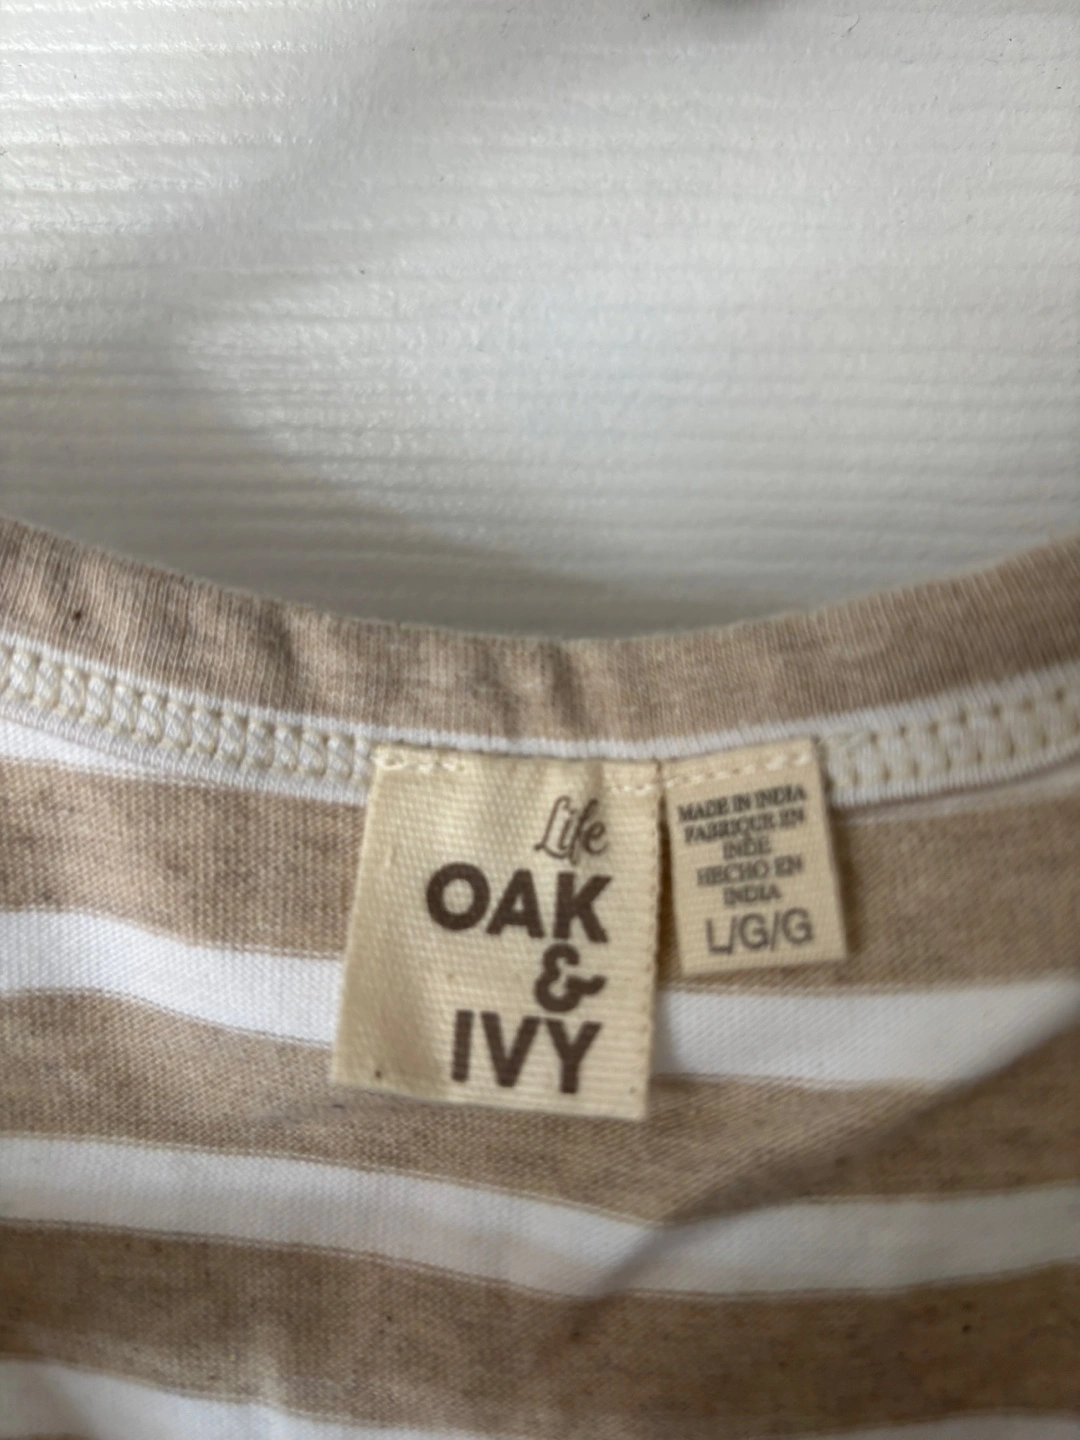 Life
OAK
&
IVY
MADE IN INDIA
FABRIQUE EN
INDE
HECHO EN
INDIA
L/G/G